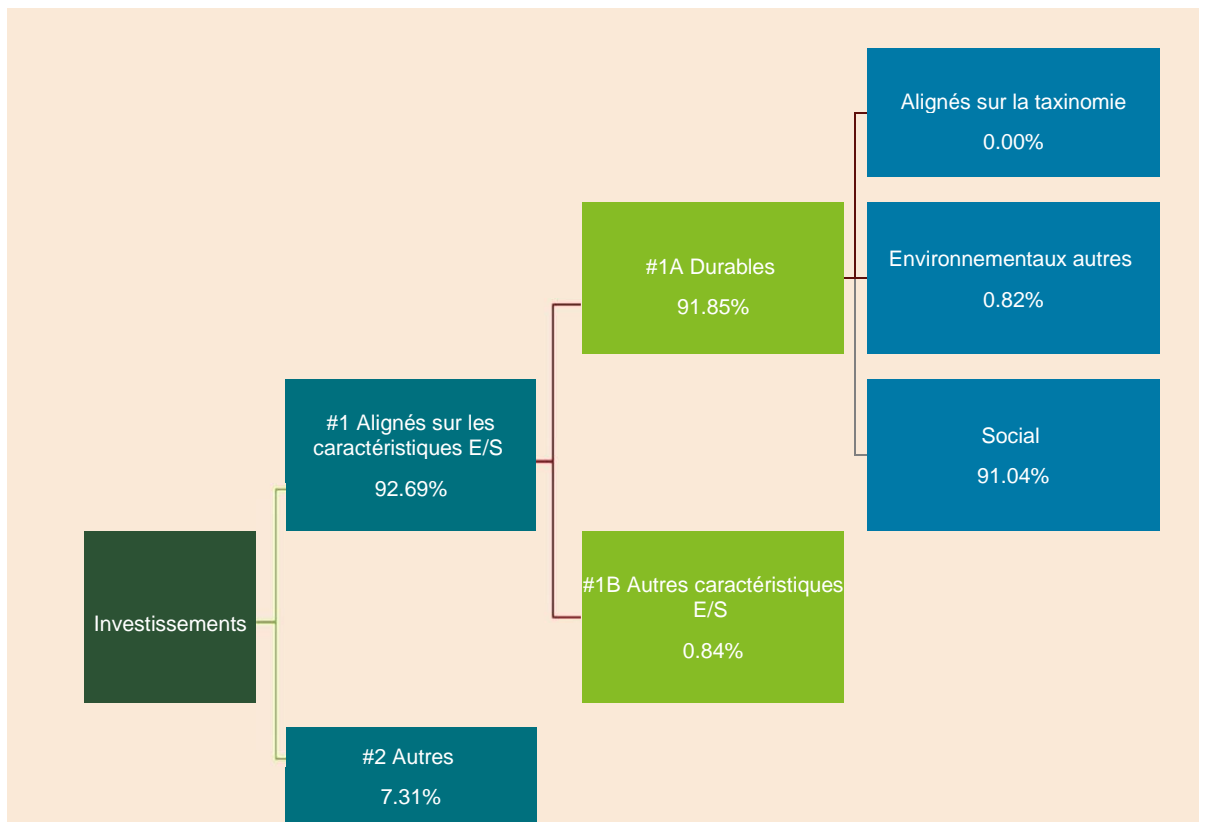 Alignés sur la taxinomie
0.00%
#1A Durables
91.85%
Environnementaux autres
0.82%
#1 Alignés sur les
caractéristiques E/S
92.69%
Social
91.04%
Investissements
#1B Autres caractéristiques
E/S
0.84%
#2 Autres
7.31%